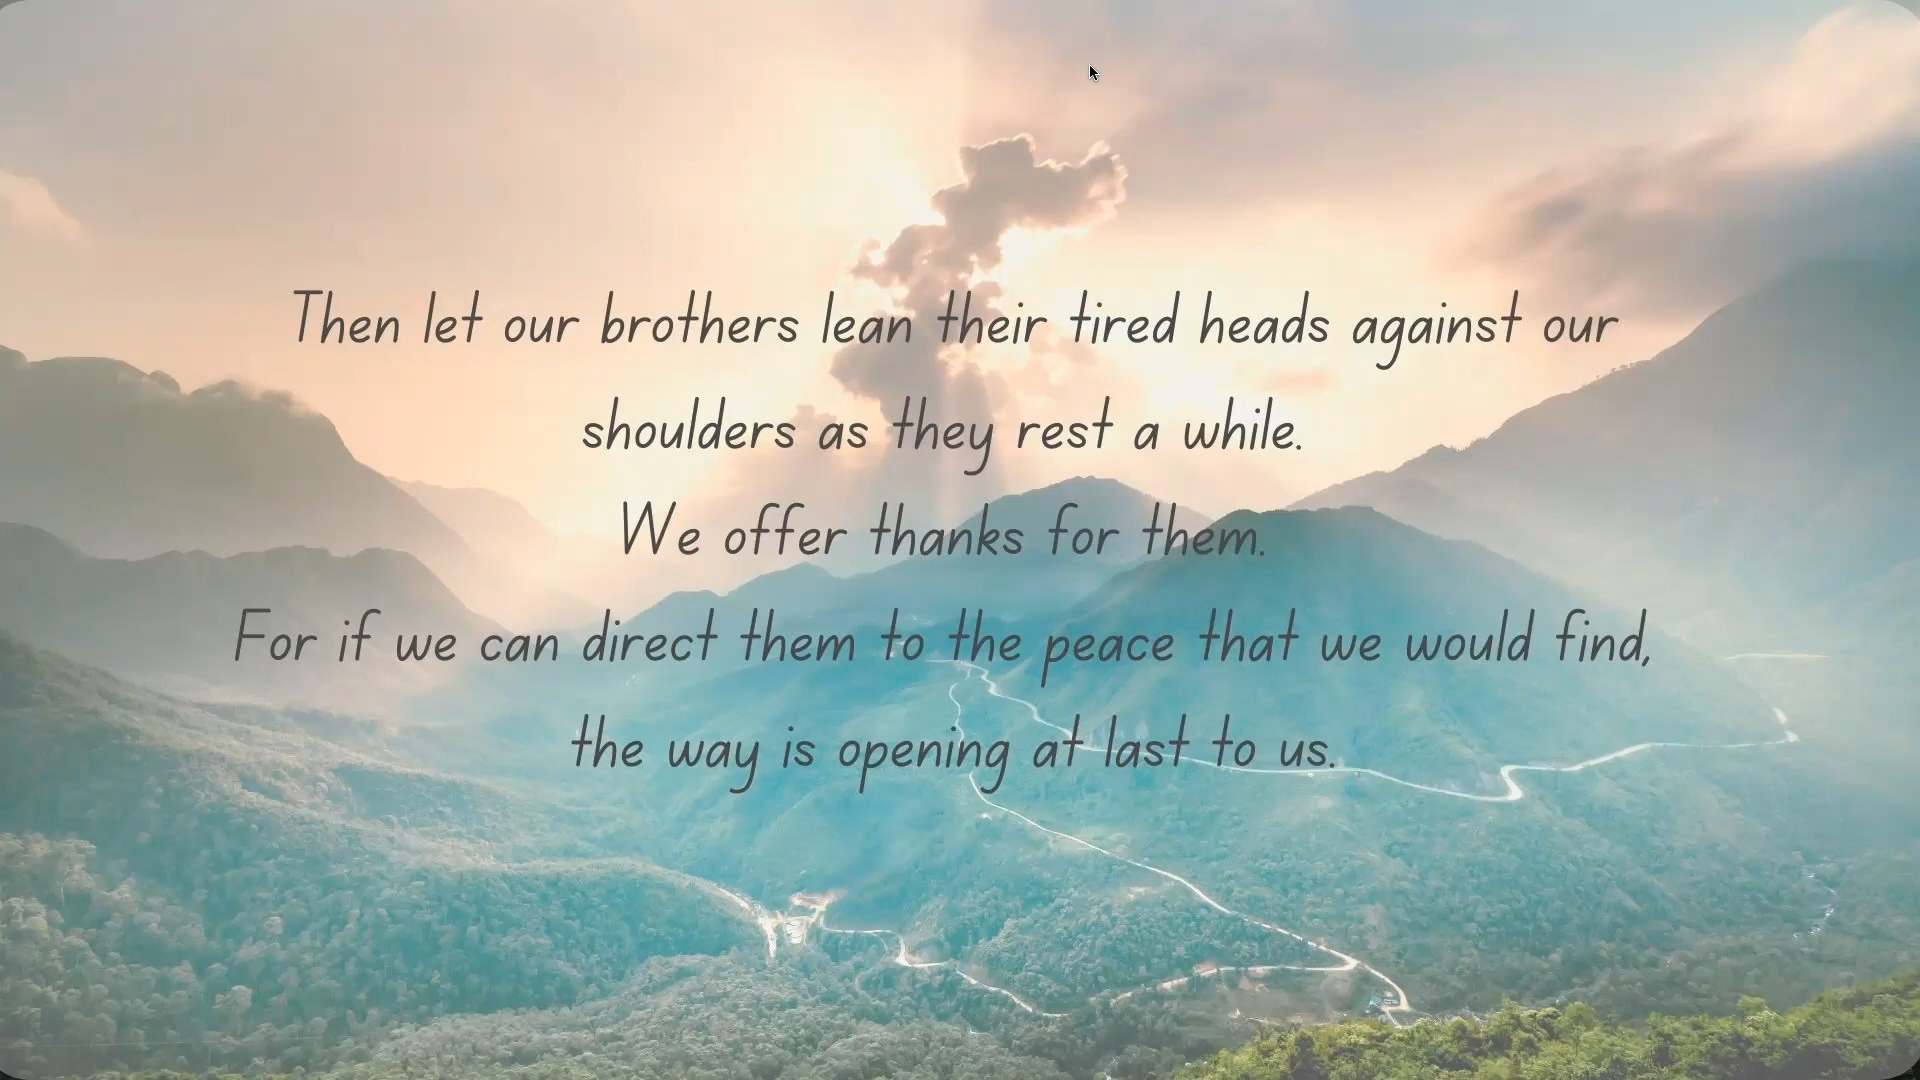 Then let our brothers lean their tired heads against our
shoulders as they rest a while.
We offer thanks for them.
For if we can direct them to the peace that we would find,
the way is opening at last to us.